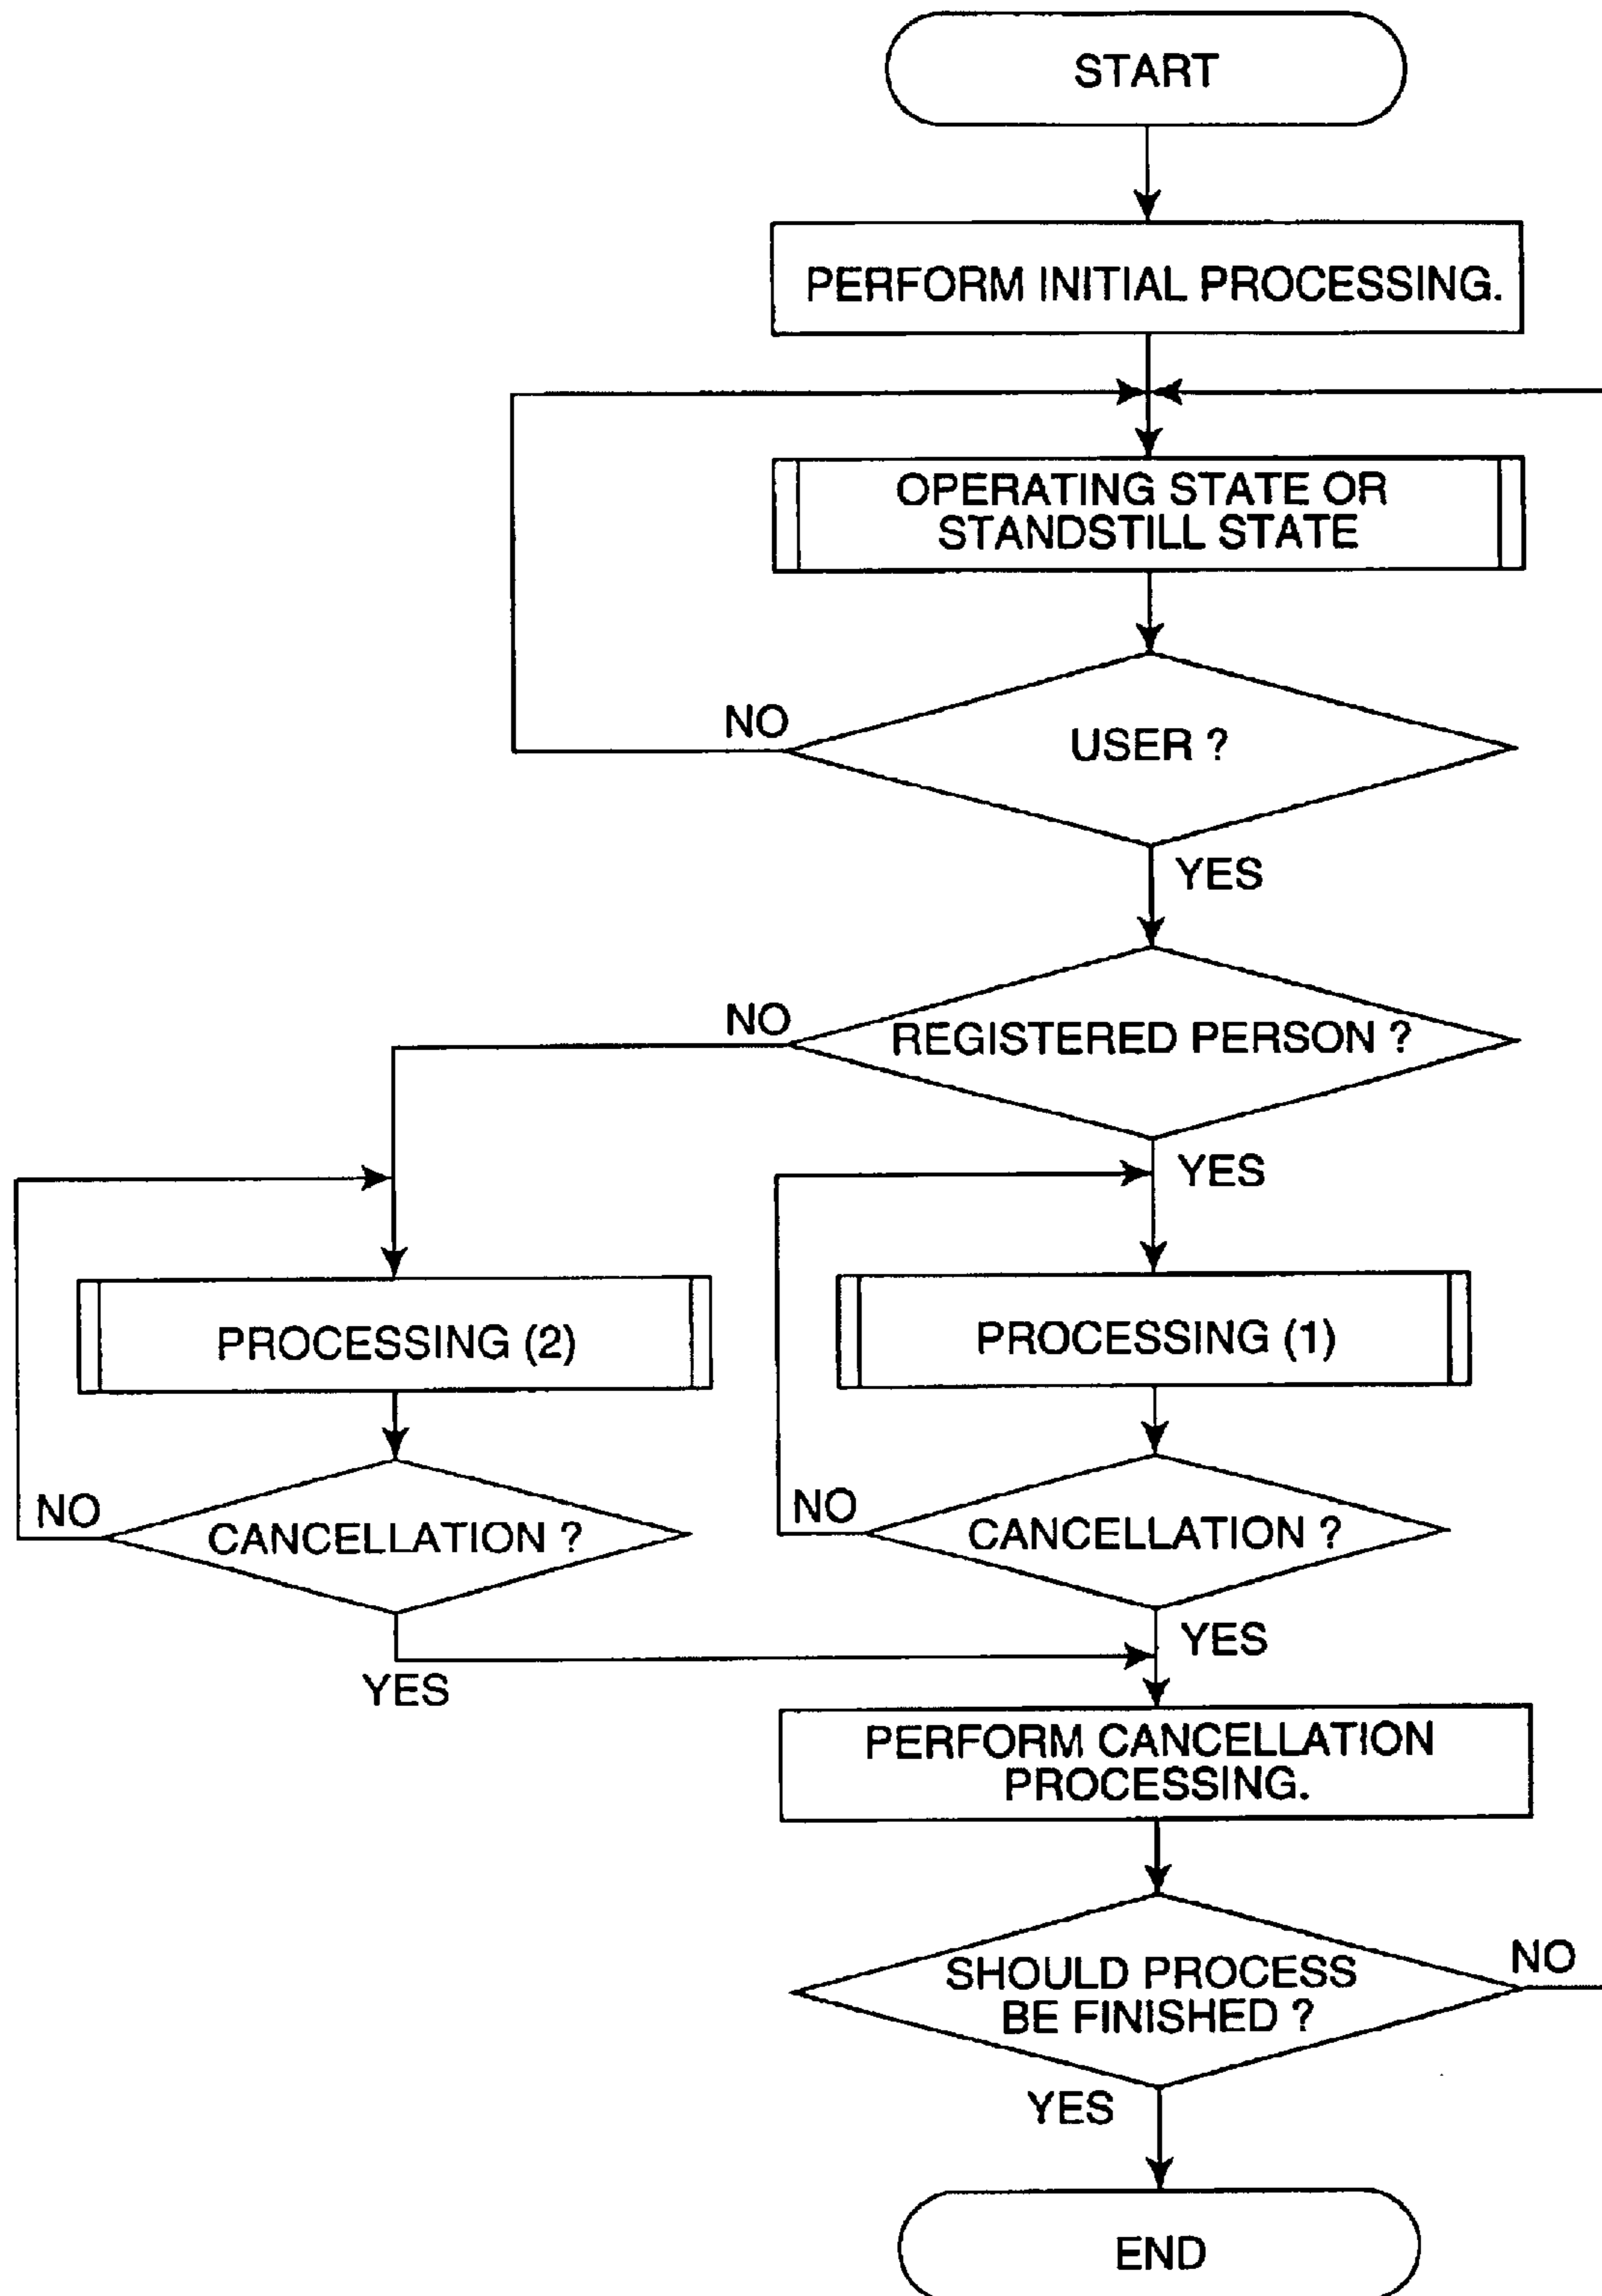 START
PERFORM INITIAL PROCESSING.
OPERATING STATE OR
STANDSTILL STATE
NO
USER ?
YES
NO
REGISTERED PERSON ?
YES
PROCESSING (2)
PROCESSING (1)
NO
CANCELLATION ?
NO
CANCELLATION ?
YES
YES
PERFORM CANCELLATION
PROCESSING.
SHOULD PROCESS
BE FINISHED ?
NO
YES
END